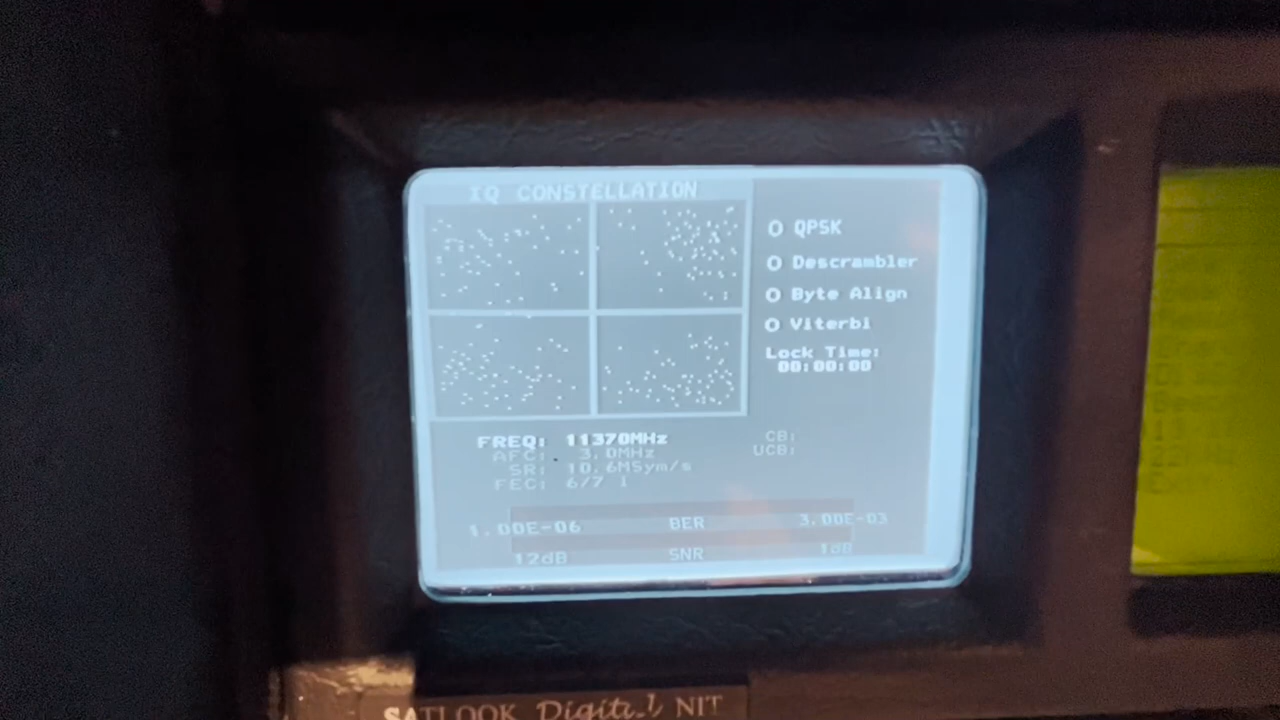 IQ CONSTELLATION
O QPSK
O Descrambler
O Byte Align
O Viterbi
Lock Time:
00:00:00
FREQ: 11370MHz
AFC: 3.0MHz
SR: 10.6MSym/s
FEC: 6/7 I
CB:
UCB:
1.00E-06 BER 3.00E-03
12dB SNR 1dB
SATLOOK Digital NIT